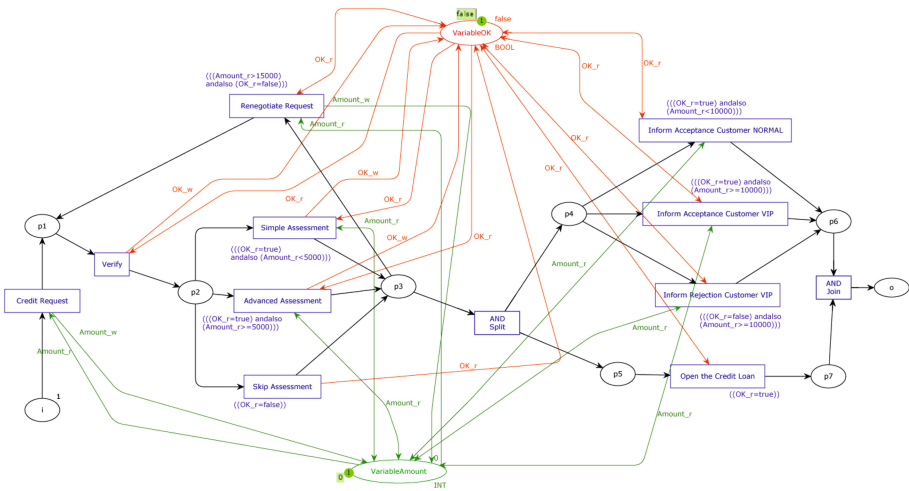 false
false
VariableOK
BOOL
OK_r
OK_r
OK_r
(((Amount_r>15000)
andalso (OK_r=false)))
Renegotiate Request
Amount_w
Amount_r
(((OK_r=true) andalso
(Amount_r<10000)))
Inform Acceptance Customer NORMAL
OK_r
OK_w
OK_r
OK_w
OK_r
Amount_r
(((OK_r=true) andalso
(Amount_r>=10000)))
Inform Acceptance Customer VIP
p1
p4
p6
Simple Assessment
(((OK_r=true)
andalso (Amount_r<5000)))
OK_w
OK_r
Verify
Amount_r
p2
p3
AND
Join
o
Credit Request
Advanced Assessment
(((OK_r=true) andalso
(Amount_r>=5000)))
Inform Rejection Customer VIP
(((OK_r=false) andalso
(Amount_r>=10000)))
AND
Split
Amount_w
Amount_r
Amount_r
OK_r
p5
Open the Credit Loan
p7
((OK_r=true))
Skip Assessment
((OK_r=false))
1
i
Amount_r
Amount_r
0
VariableAmount
0
INT